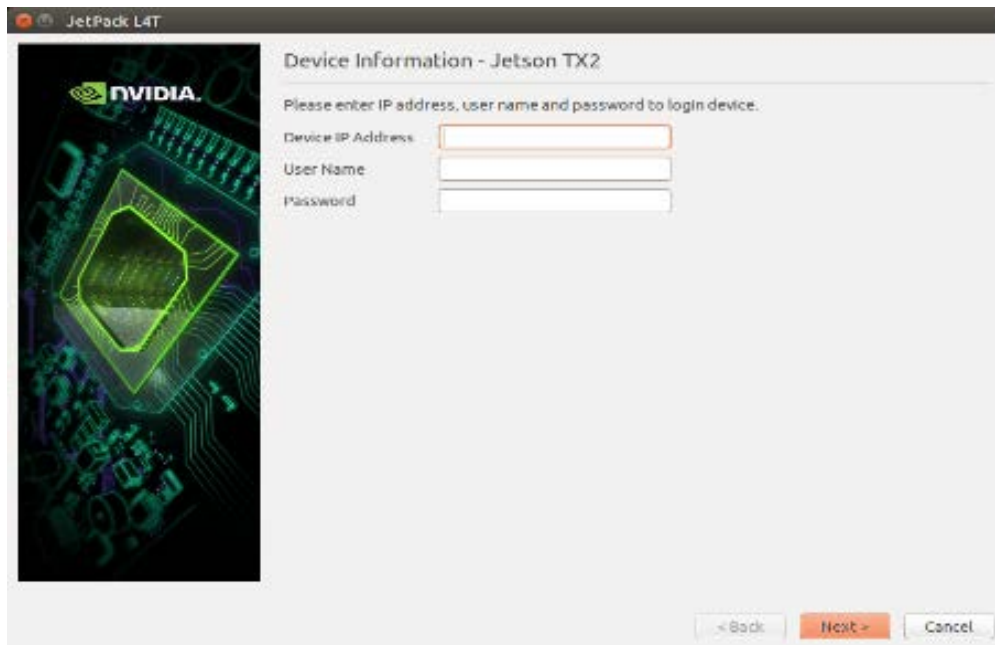 JetPack L4T
NVIDIA.
Device Information - Jetson TX2
Please enter IP address, user name and password to login device.
Device IP Address
User Name
Password
< Back
Next >
Cancel